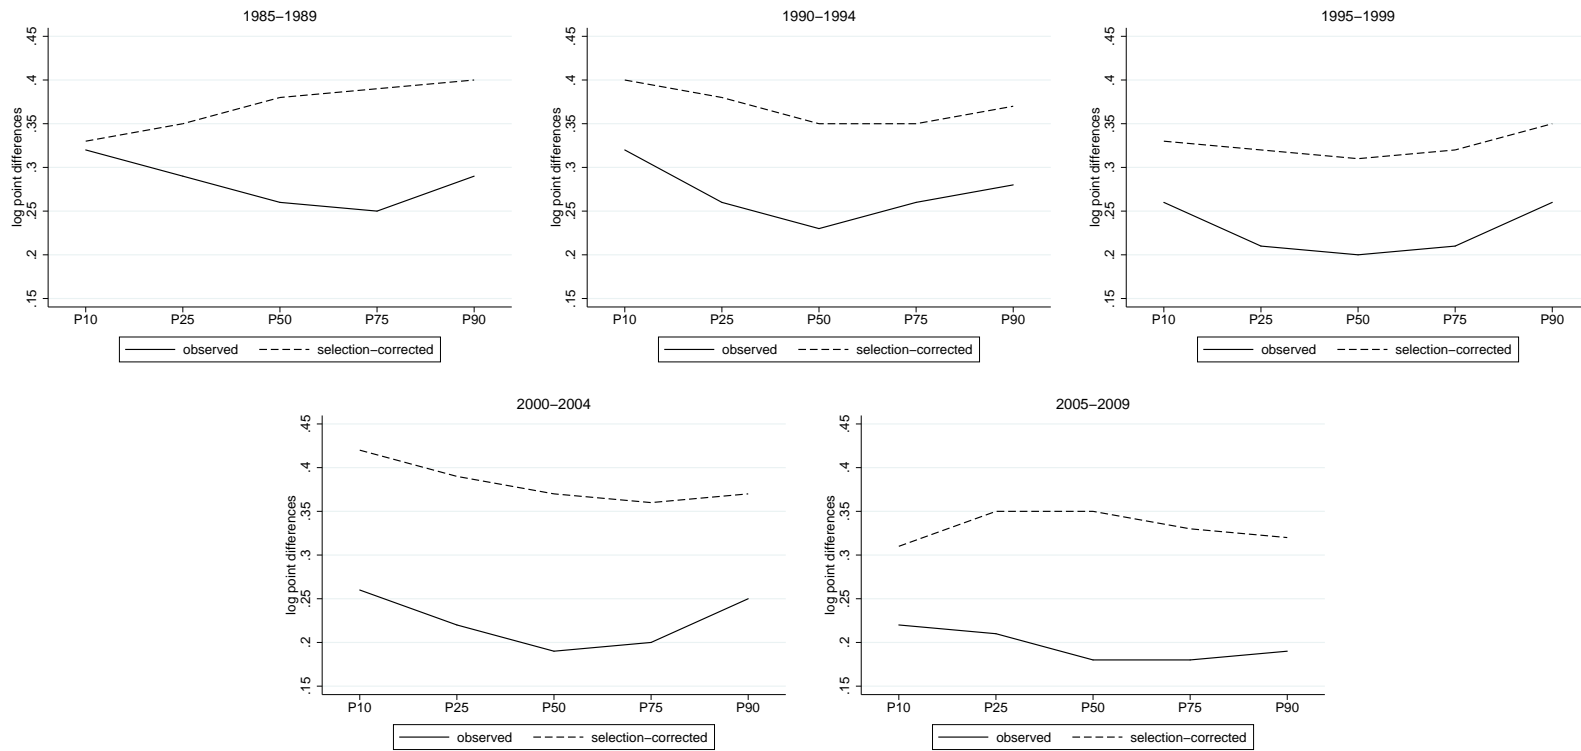 1985−1989
log point differences
.45
.4
.35
.3
.25
.2
.15
P10 P25 P50 P75 P90
observed selection−corrected
1990−1994
log point differences
.45
.4
.35
.3
.25
.2
.15
P10 P25 P50 P75 P90
observed selection−corrected
1995−1999
log point differences
.45
.4
.35
.3
.25
.2
.15
P10 P25 P50 P75 P90
observed selection−corrected
2000−2004
log point differences
.45
.4
.35
.3
.25
.2
.15
P10 P25 P50 P75 P90
observed selection−corrected
2005−2009
log point differences
.45
.4
.35
.3
.25
.2
.15
P10 P25 P50 P75 P90
observed selection−corrected